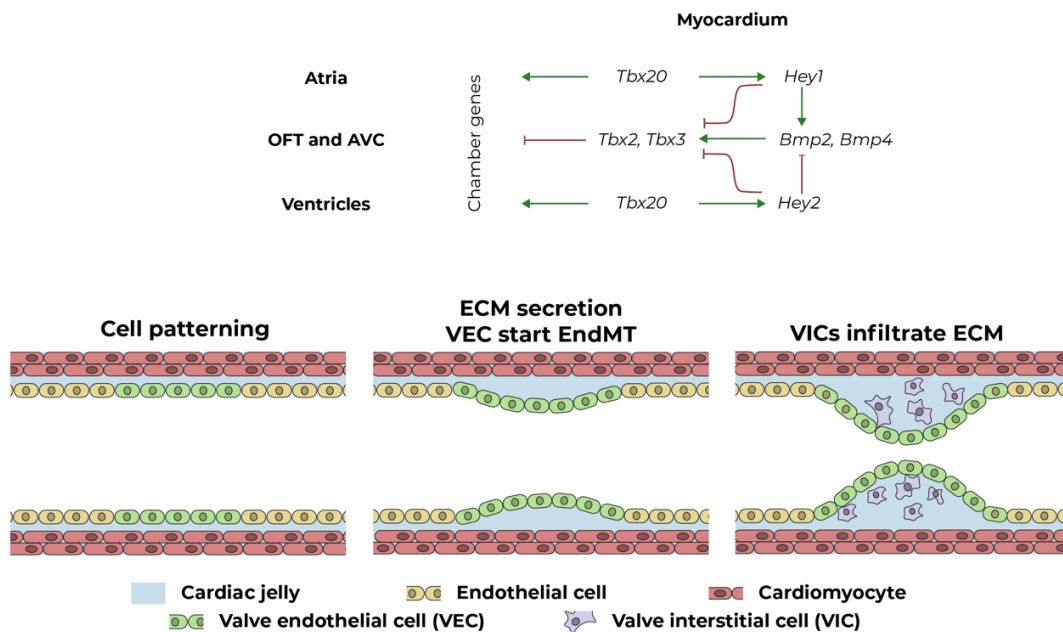 Myocardium
Atria
Tbx20
Hey1
Chamber genes
OFT and AVC
Tbx2, Tbx3
Bmp2, Bmp4
Ventricles
Tbx20
Hey2
Cell patterning
ECM secretion
VEC start EndMT
VICs infiltrate ECM
Cardiac jelly
Endothelial cell
Cardiomyocyte
Valve endothelial cell (VEC)
Valve interstitial cell (VIC)